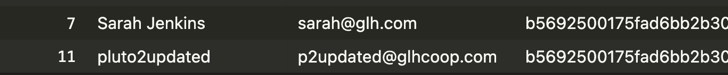 7 Sarah Jenkins sarah@glh.com b5692500175fad6bb2b30
11 pluto2updated p2updated@glhcoop.com b5692500175fad6bb2b30